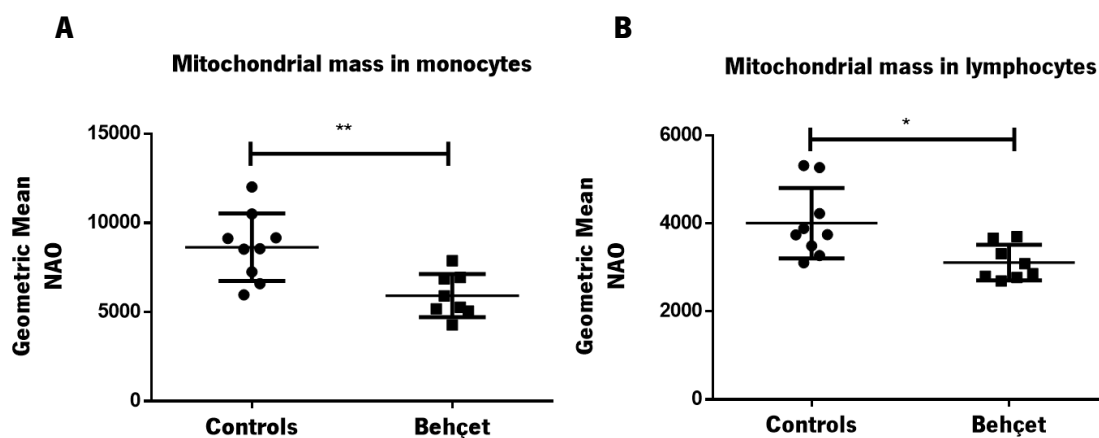 A
Mitochondrial mass in monocytes
Geometric Mean
NAO
15000
10000
5000
0
**
Controls
Behçet
B
Mitochondrial mass in lymphocytes
Geometric Mean
NAO
6000
4000
2000
0
*
Controls
Behçet